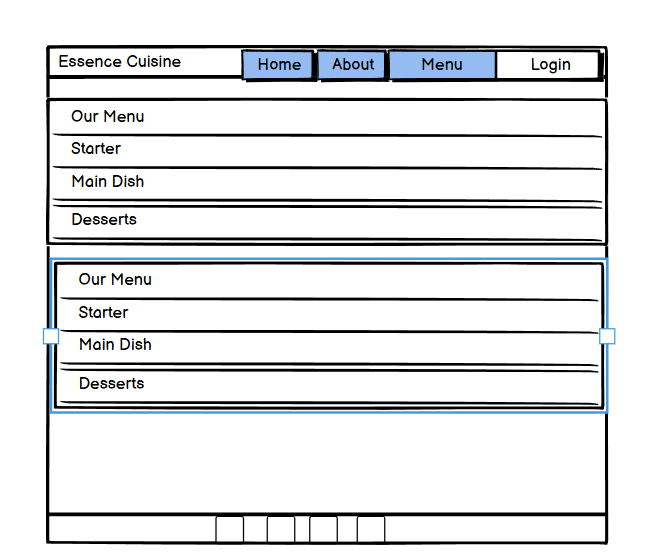 Essence Cuisine Home About Menu Login
Our Menu
Starter
Main Dish
Desserts
Our Menu
Starter
Main Dish
Desserts